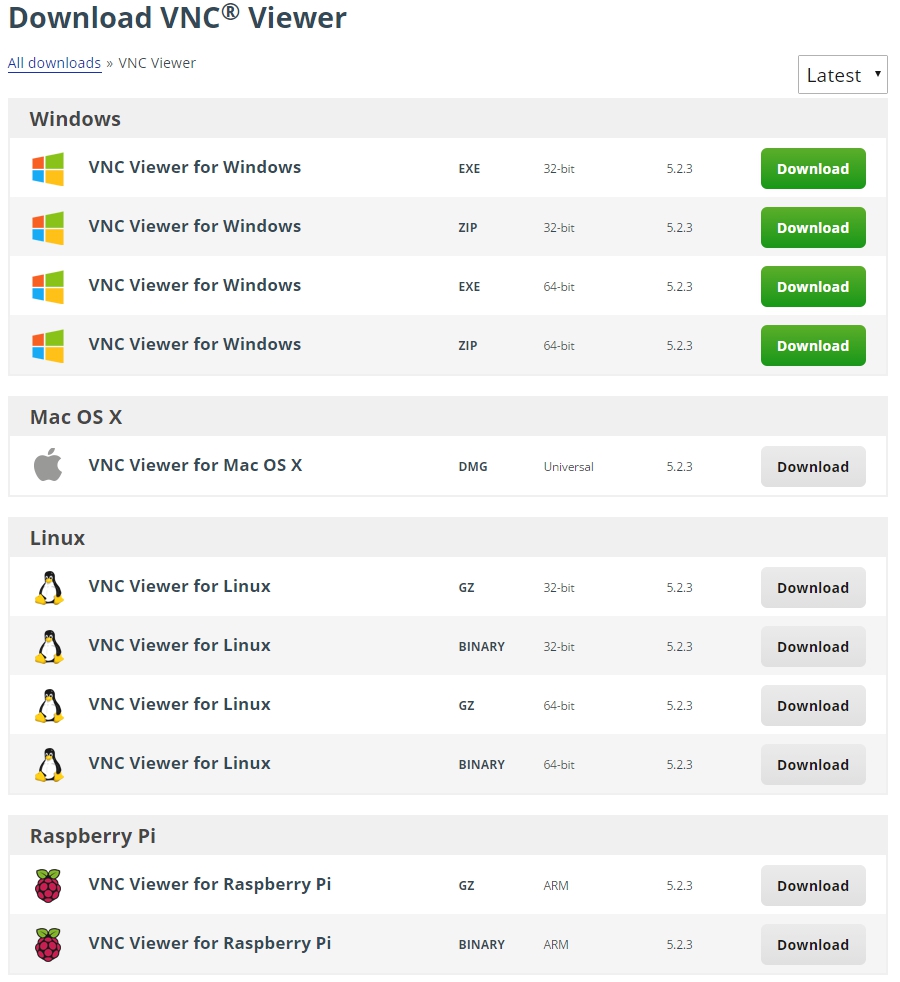 Download VNC® Viewer
All downloads » VNC Viewer
Latest
Windows
VNC Viewer for Windows EXE 32-bit 5.2.3 Download
VNC Viewer for Windows ZIP 32-bit 5.2.3 Download
VNC Viewer for Windows EXE 64-bit 5.2.3 Download
VNC Viewer for Windows ZIP 64-bit 5.2.3 Download
Mac OS X
VNC Viewer for Mac OS X DMG Universal 5.2.3 Download
Linux
VNC Viewer for Linux GZ 32-bit 5.2.3 Download
VNC Viewer for Linux BINARY 32-bit 5.2.3 Download
VNC Viewer for Linux GZ 64-bit 5.2.3 Download
VNC Viewer for Linux BINARY 64-bit 5.2.3 Download
Raspberry Pi
VNC Viewer for Raspberry Pi GZ ARM 5.2.3 Download
VNC Viewer for Raspberry Pi BINARY ARM 5.2.3 Download